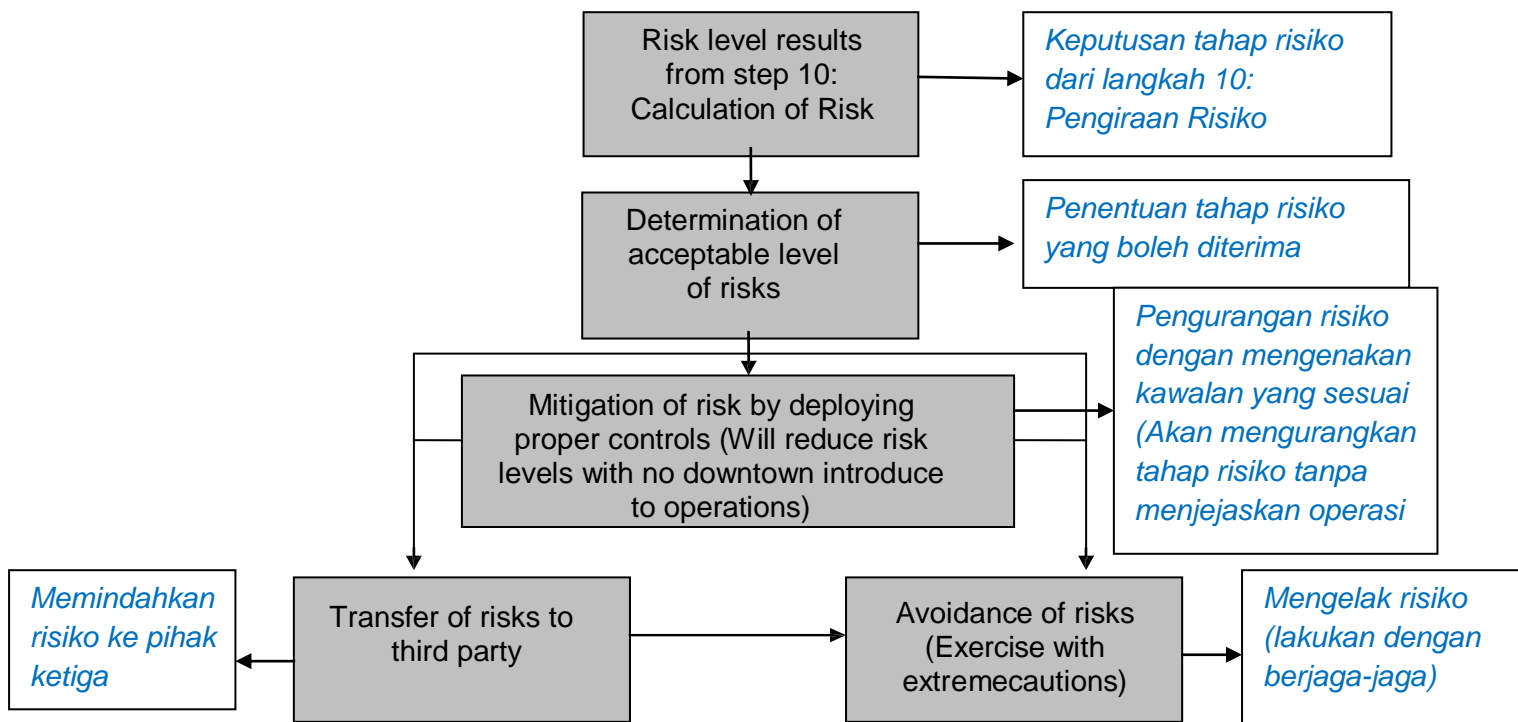 Risk level results
from step 10:
Calculation of Risk
Keputusan tahap risiko
dari langkah 10:
Pengiraan Risiko
Determination of
acceptable level
of risks
Penentuan tahap risiko
yang boleh diterima
Mitigation of risk by deploying
proper controls (Will reduce risk
levels with no downtown introduce
to operations)
Pengurangan risiko
dengan mengenakan
kawalan yang sesuai
(Akan mengurangkan
tahap risiko tanpa
menjejaskan operasi
Memindahkan
risiko ke pihak
ketiga
Transfer of risks to
third party
Avoidance of risks
(Exercise with
extremecautions)
Mengelak risiko
(lakukan dengan
berjaga-jaga)